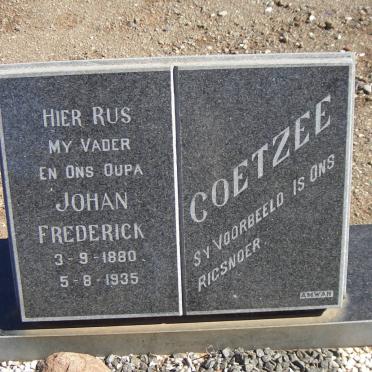 HIER RUS
MY VADER
EN ONS OUPA
JOHAN
FREDERICK
3-9-1880
5-8-1935
COETZEE
SY VOORBEELD IS ONS
RIGSNOER.
AMWAN